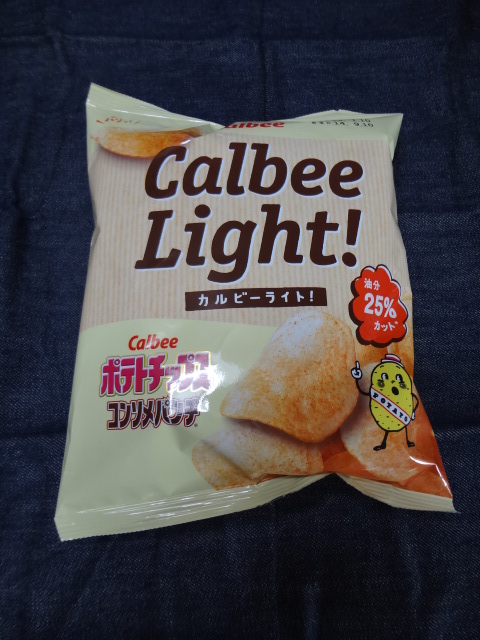 Calbee
Calbee
Light!
カルビーライト!
油分
25%
カット
Calbee
ポテトチップス
コンソメパンチ
POTATO